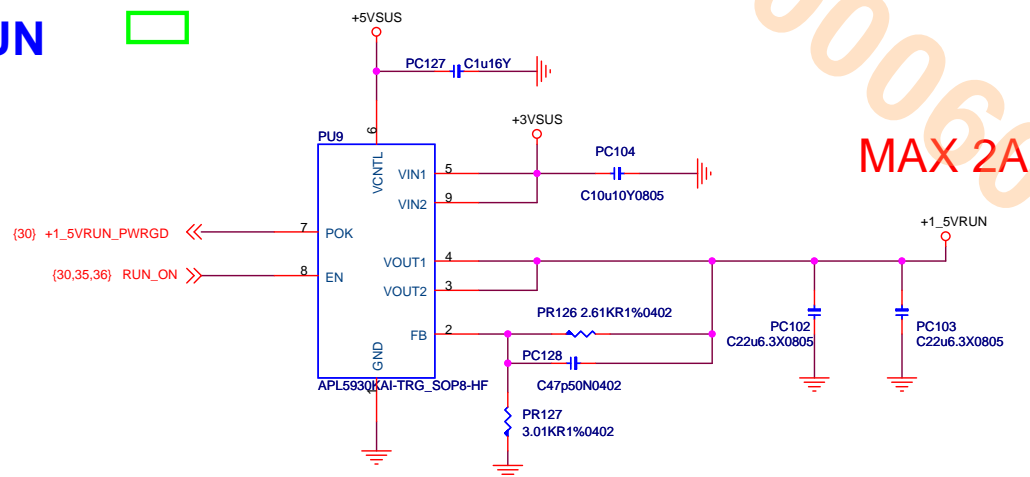 UN
+5VSUS
PC127 C1u16Y
+3VSUS
PU9
6
VCNTL
PC104
MAX 2A
VIN1 5
C10u10Y0805
VIN2 9
+1_5VRUN
{30} +1_5VRUN_PWRGD 7 POK
{30,35,36} RUN_ON 8 EN
VOUT1 4
VOUT2 3
PR126 2.61KR1%0402
FB 2
PC102
C22u6.3X0805
PC103
C22u6.3X0805
PC128
C47p50N0402
GND
1
APL5930KAI-TRG_SOP8-HF
PR127
3.01KR1%0402